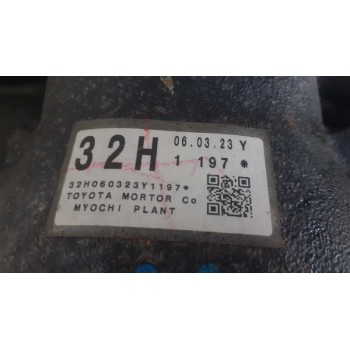 32H 06.03.23 Y
1 197 *
32H060323Y1197*
TOYOTA MORTOR Co
MYOCHI PLANT